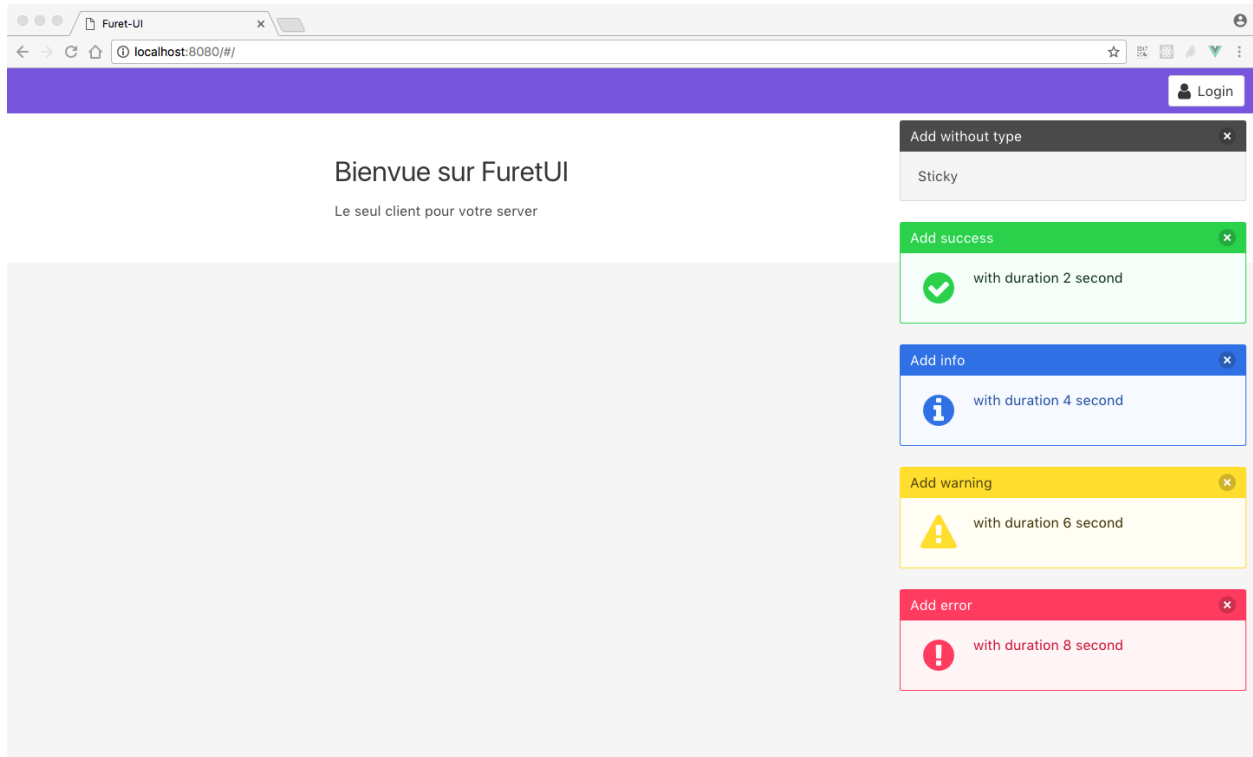 Furet-UI
localhost:8080/#/
Login
Bienvue sur FuretUI
Le seul client pour votre server
Add without type
Sticky
Add success
with duration 2 second
Add info
with duration 4 second
Add warning
with duration 6 second
Add error
with duration 8 second